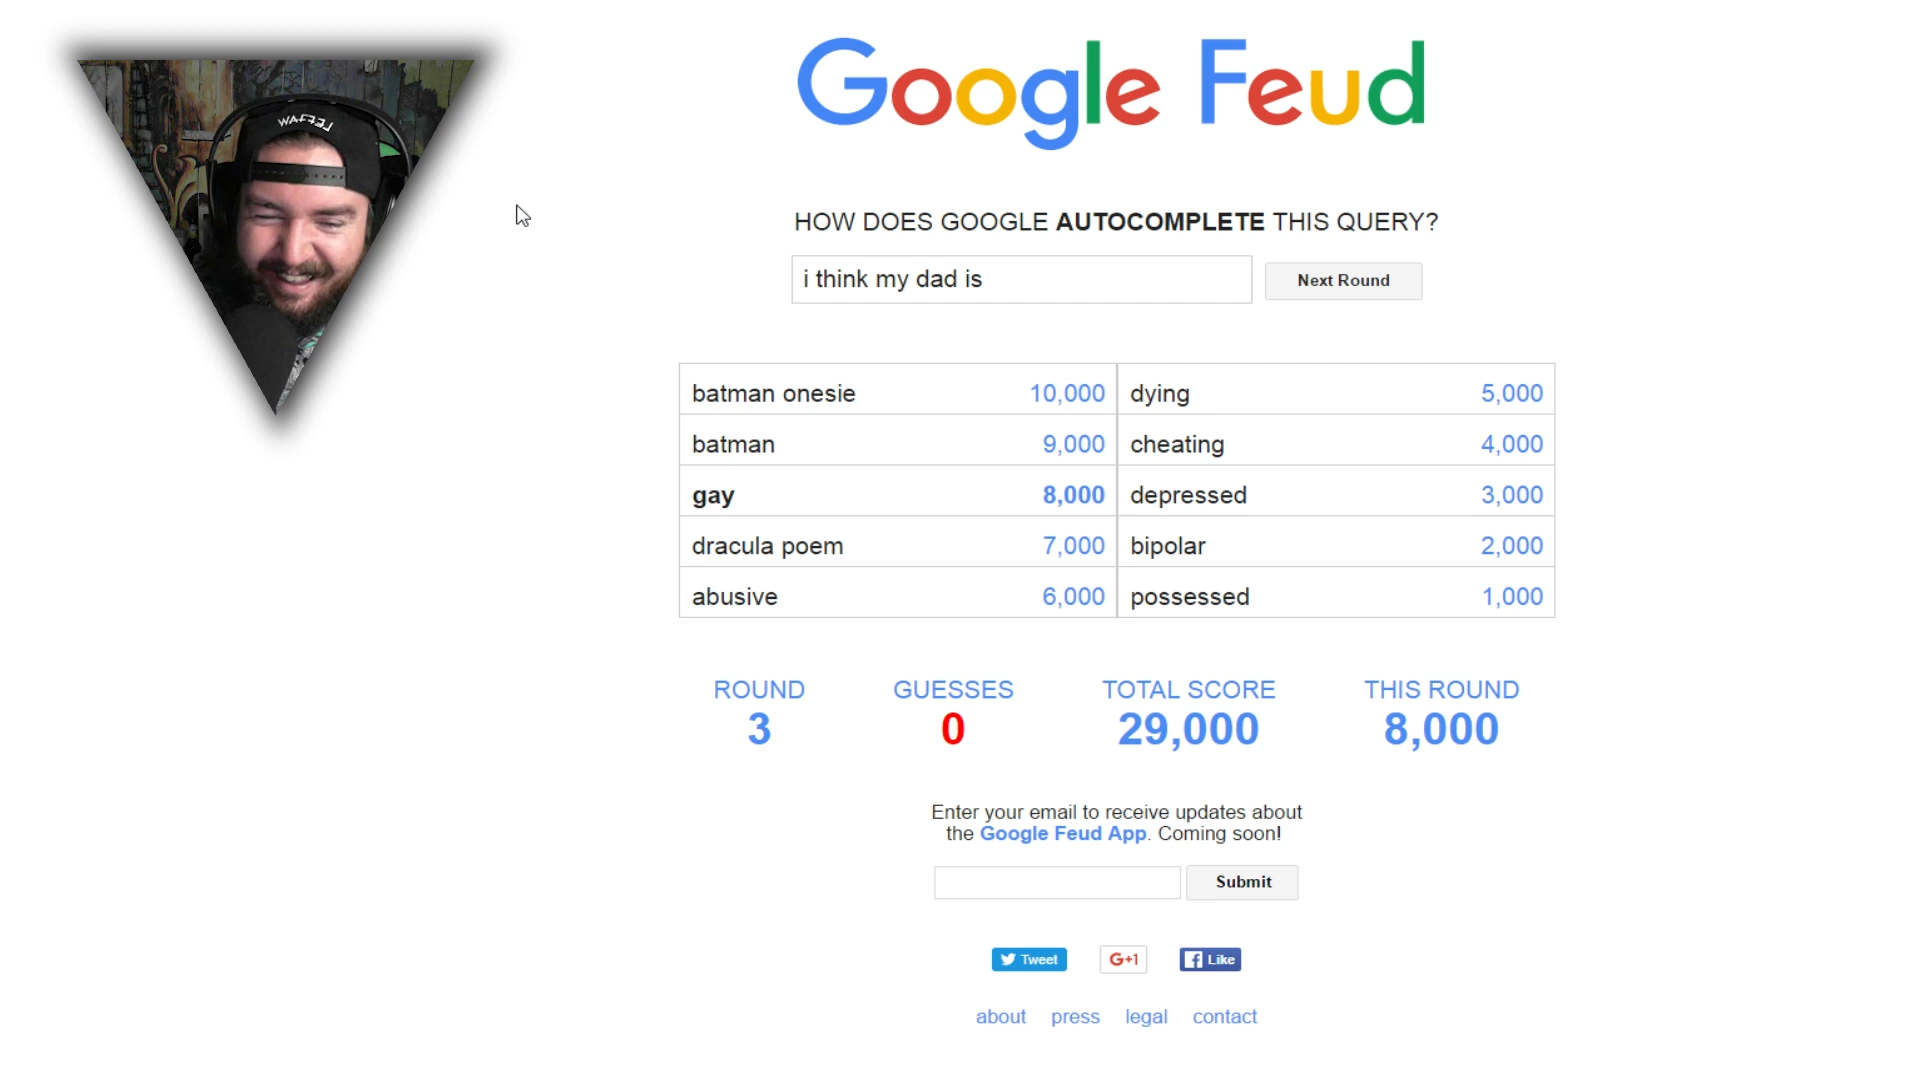 Google Feud
HOW DOES GOOGLE AUTOCOMPLETE THIS QUERY?
i think my dad is
Next Round
batman onesie 10,000 dying 5,000
batman 9,000 cheating 4,000
gay 8,000 depressed 3,000
dracula poem 7,000 bipolar 2,000
abusive 6,000 possessed 1,000
ROUND GUESSES TOTAL SCORE THIS ROUND
3 0 29,000 8,000
Enter your email to receive updates about
the Google Feud App. Coming soon!
Submit
Tweet G+1 Like
about press legal contact